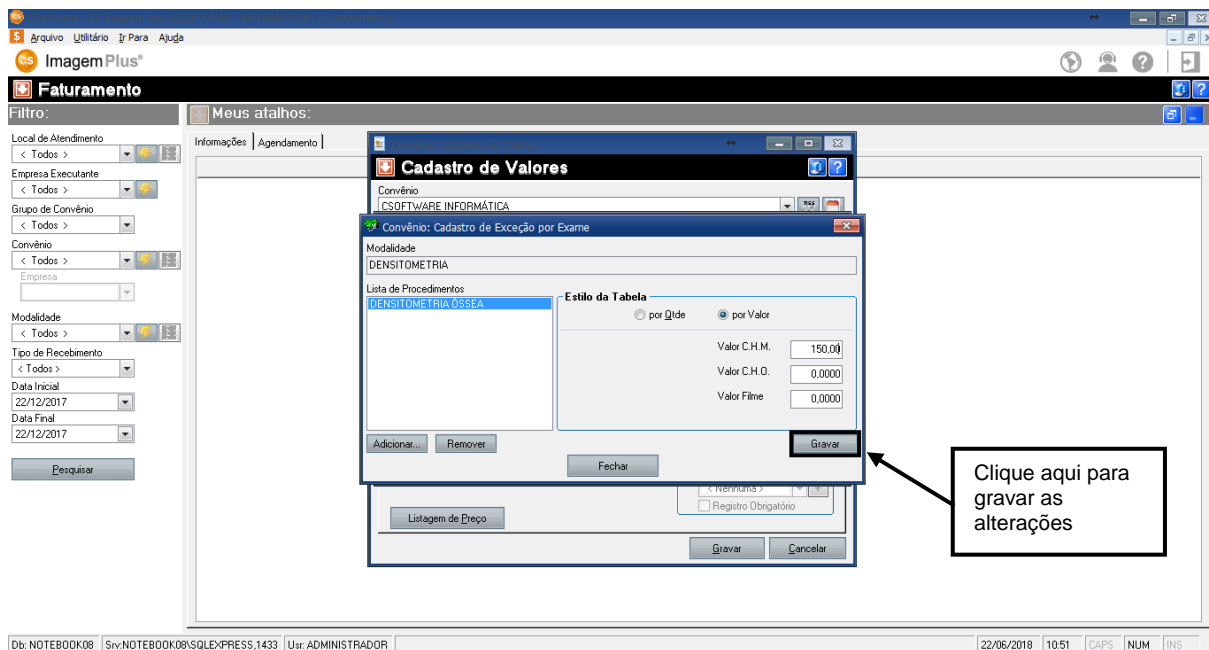 Arquivo Utilitário Ir Para Ajuda
cs ImagemPlus®
Faturamento
Filtro:
Meus atalhos:
Local de Atendimento
< Todos >
Empresa Executante
< Todos >
Grupo de Convênio
< Todos >
Convênio
< Todos >
Empresa
Modalidade
< Todos >
Tipo de Recebimento
< Todos >
Data Inicial
22/12/2017
Data Final
22/12/2017
Pesquisar
Informações Agendamento
Cadastro de Valores
Convênio
CSOFTWARE INFORMÁTICA
Convênio: Cadastro de Exceção por Exame
Modalidade
DENSITOMETRIA
Lista de Procedimentos
DENSITOMETRIA ÓSSEA
Estilo da Tabela
por Qtde por Valor
Valor C.H.M. 150,00
Valor C.H.O. 0,0000
Valor Filme 0,0000
Adicionar... Remover Gravar
Fechar
< Nenhuma >
Registro Obrigatório
Listagem de Preço
Gravar Cancelar
Clique aqui para
gravar as
alterações
Db: NOTEBOOK08 Srv:NOTEBOOK08\SQLEXPRESS,1433 Usr: ADMINISTRADOR 22/06/2018 10:51 CAPS NUM INS